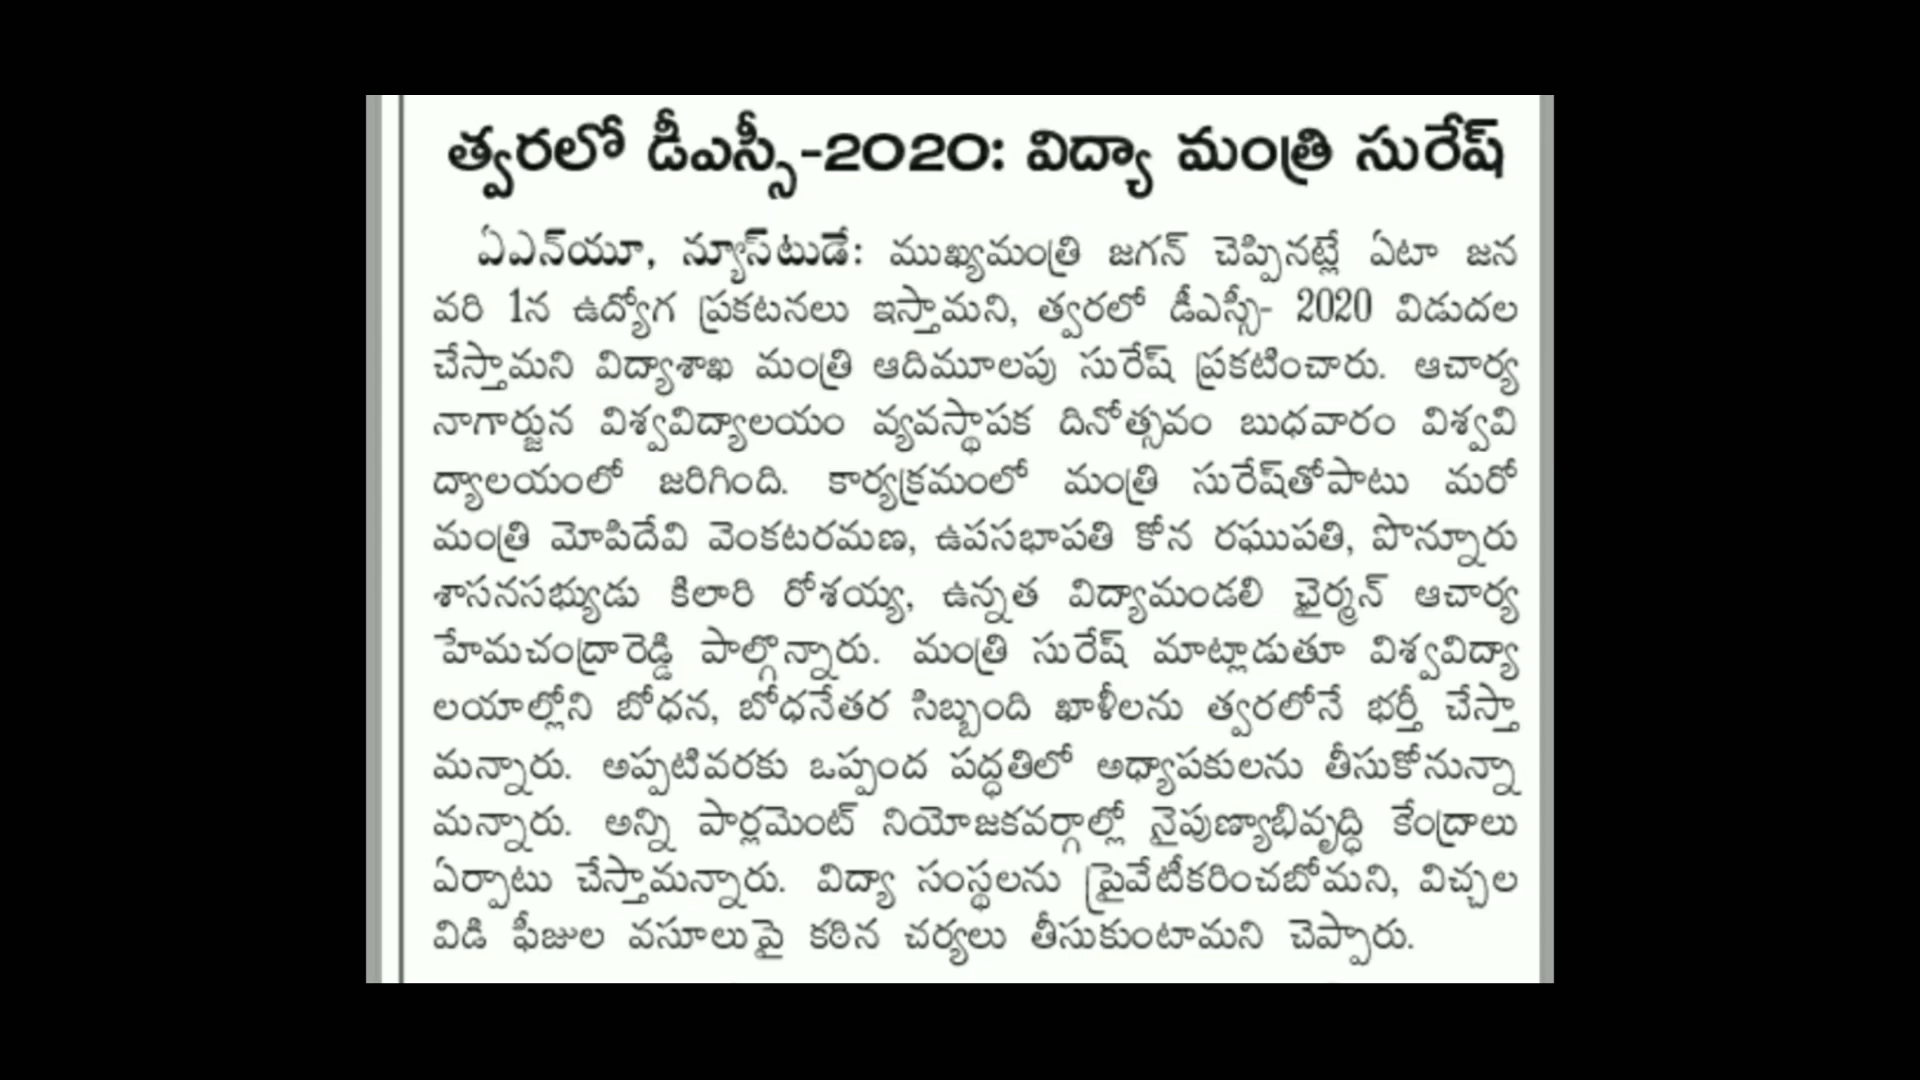 త్వరలో డీఎస్సీ-2020: విద్యా మంత్రి సురేష్
ఏఎన్‌యూ, న్యూస్‌టుడే: ముఖ్యమంత్రి జగన్ చెప్పినట్లే ఏటా జన
వరి 1న ఉద్యోగ ప్రకటనలు ఇస్తామని, త్వరలో డీఎస్సీ- 2020 విడుదల
చేస్తామని విద్యాశాఖ మంత్రి ఆదిమూలపు సురేష్ ప్రకటించారు. ఆచార్య
నాగార్జున విశ్వవిద్యాలయం వ్యవస్థాపక దినోత్సవం బుధవారం విశ్వవి
ద్యాలయంలో జరిగింది. కార్యక్రమంలో మంత్రి సురేష్‌తోపాటు మరో
మంత్రి మోపిదేవి వెంకటరమణ, ఉపసభాపతి కోన రఘుపతి, పొన్నూరు
శాసనసభ్యుడు కిలారి రోశయ్య, ఉన్నత విద్యామండలి ఛైర్మన్ ఆచార్య
హేమచంద్రారెడ్డి పాల్గొన్నారు. మంత్రి సురేష్ మాట్లాడుతూ విశ్వవిద్యా
లయాల్లోని బోధన, బోధనేతర సిబ్బంది ఖాళీలను త్వరలోనే భర్తీ చేస్తా
మన్నారు. అప్పటివరకు ఒప్పంద పద్ధతిలో అధ్యాపకులను తీసుకోనున్నా
మన్నారు. అన్ని పార్లమెంట్ నియోజకవర్గాల్లో నైపుణ్యాభివృద్ధి కేంద్రాలు
ఏర్పాటు చేస్తామన్నారు. విద్యా సంస్థలను ప్రైవేటీకరించబోమని, విచ్చల
విడి ఫీజుల వసూలుపై కఠిన చర్యలు తీసుకుంటామని చెప్పారు.